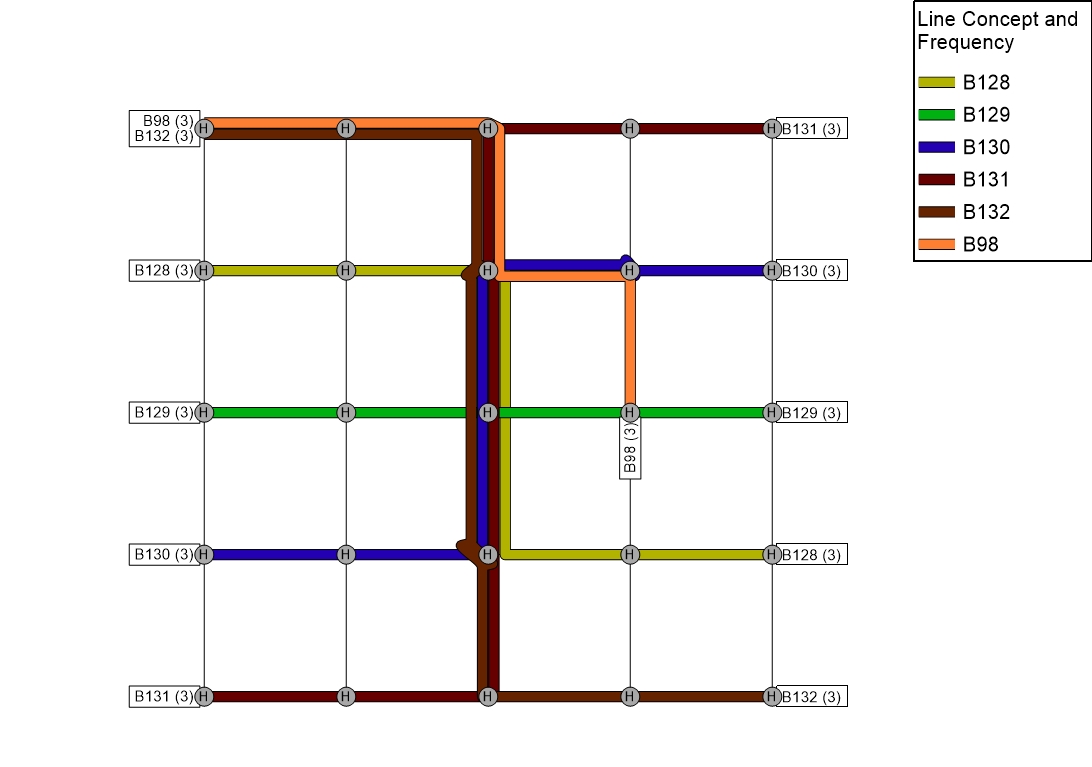 Line Concept and
Frequency
B128
B129
B130
B131
B132
B98
B98 (3)
B132 (3)
H
H
H
H
H
B131 (3)
B128 (3)
H
H
H
H
H
B130 (3)
B129 (3)
H
H
H
H
H
B129 (3)
B98 (3)
B130 (3)
H
H
H
H
H
B128 (3)
B131 (3)
H
H
H
H
H
B132 (3)